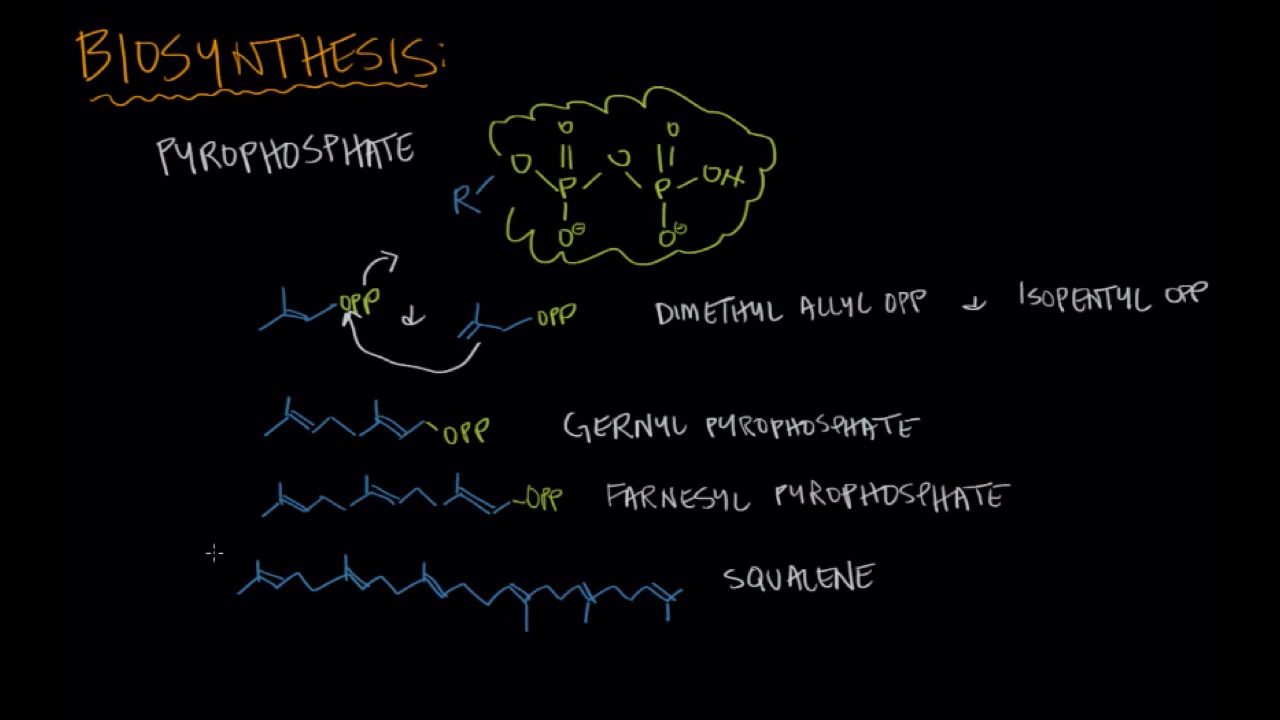 BIOSYNTHESIS:
PYROPHOSPHATE
O O
R O P O P OH
O⊖ O⊖
OPP & OPP DIMETHYL ALLYL OPP & ISOPENTYL OPP
OPP GERNYL PYROPHOSPHATE
OPP FARNESYL PYROPHOSPHATE
SQUALENE